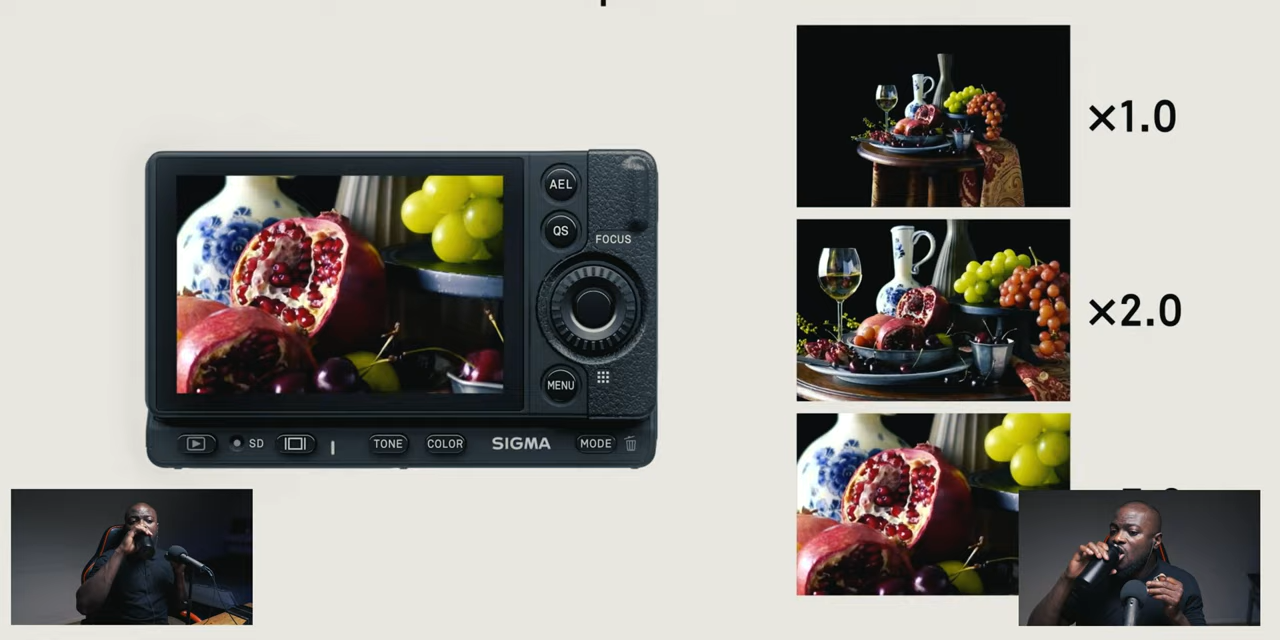 ×1.0
AEL
QS
FOCUS
×2.0
MENU
SD
TONE
COLOR
SIGMA
MODE